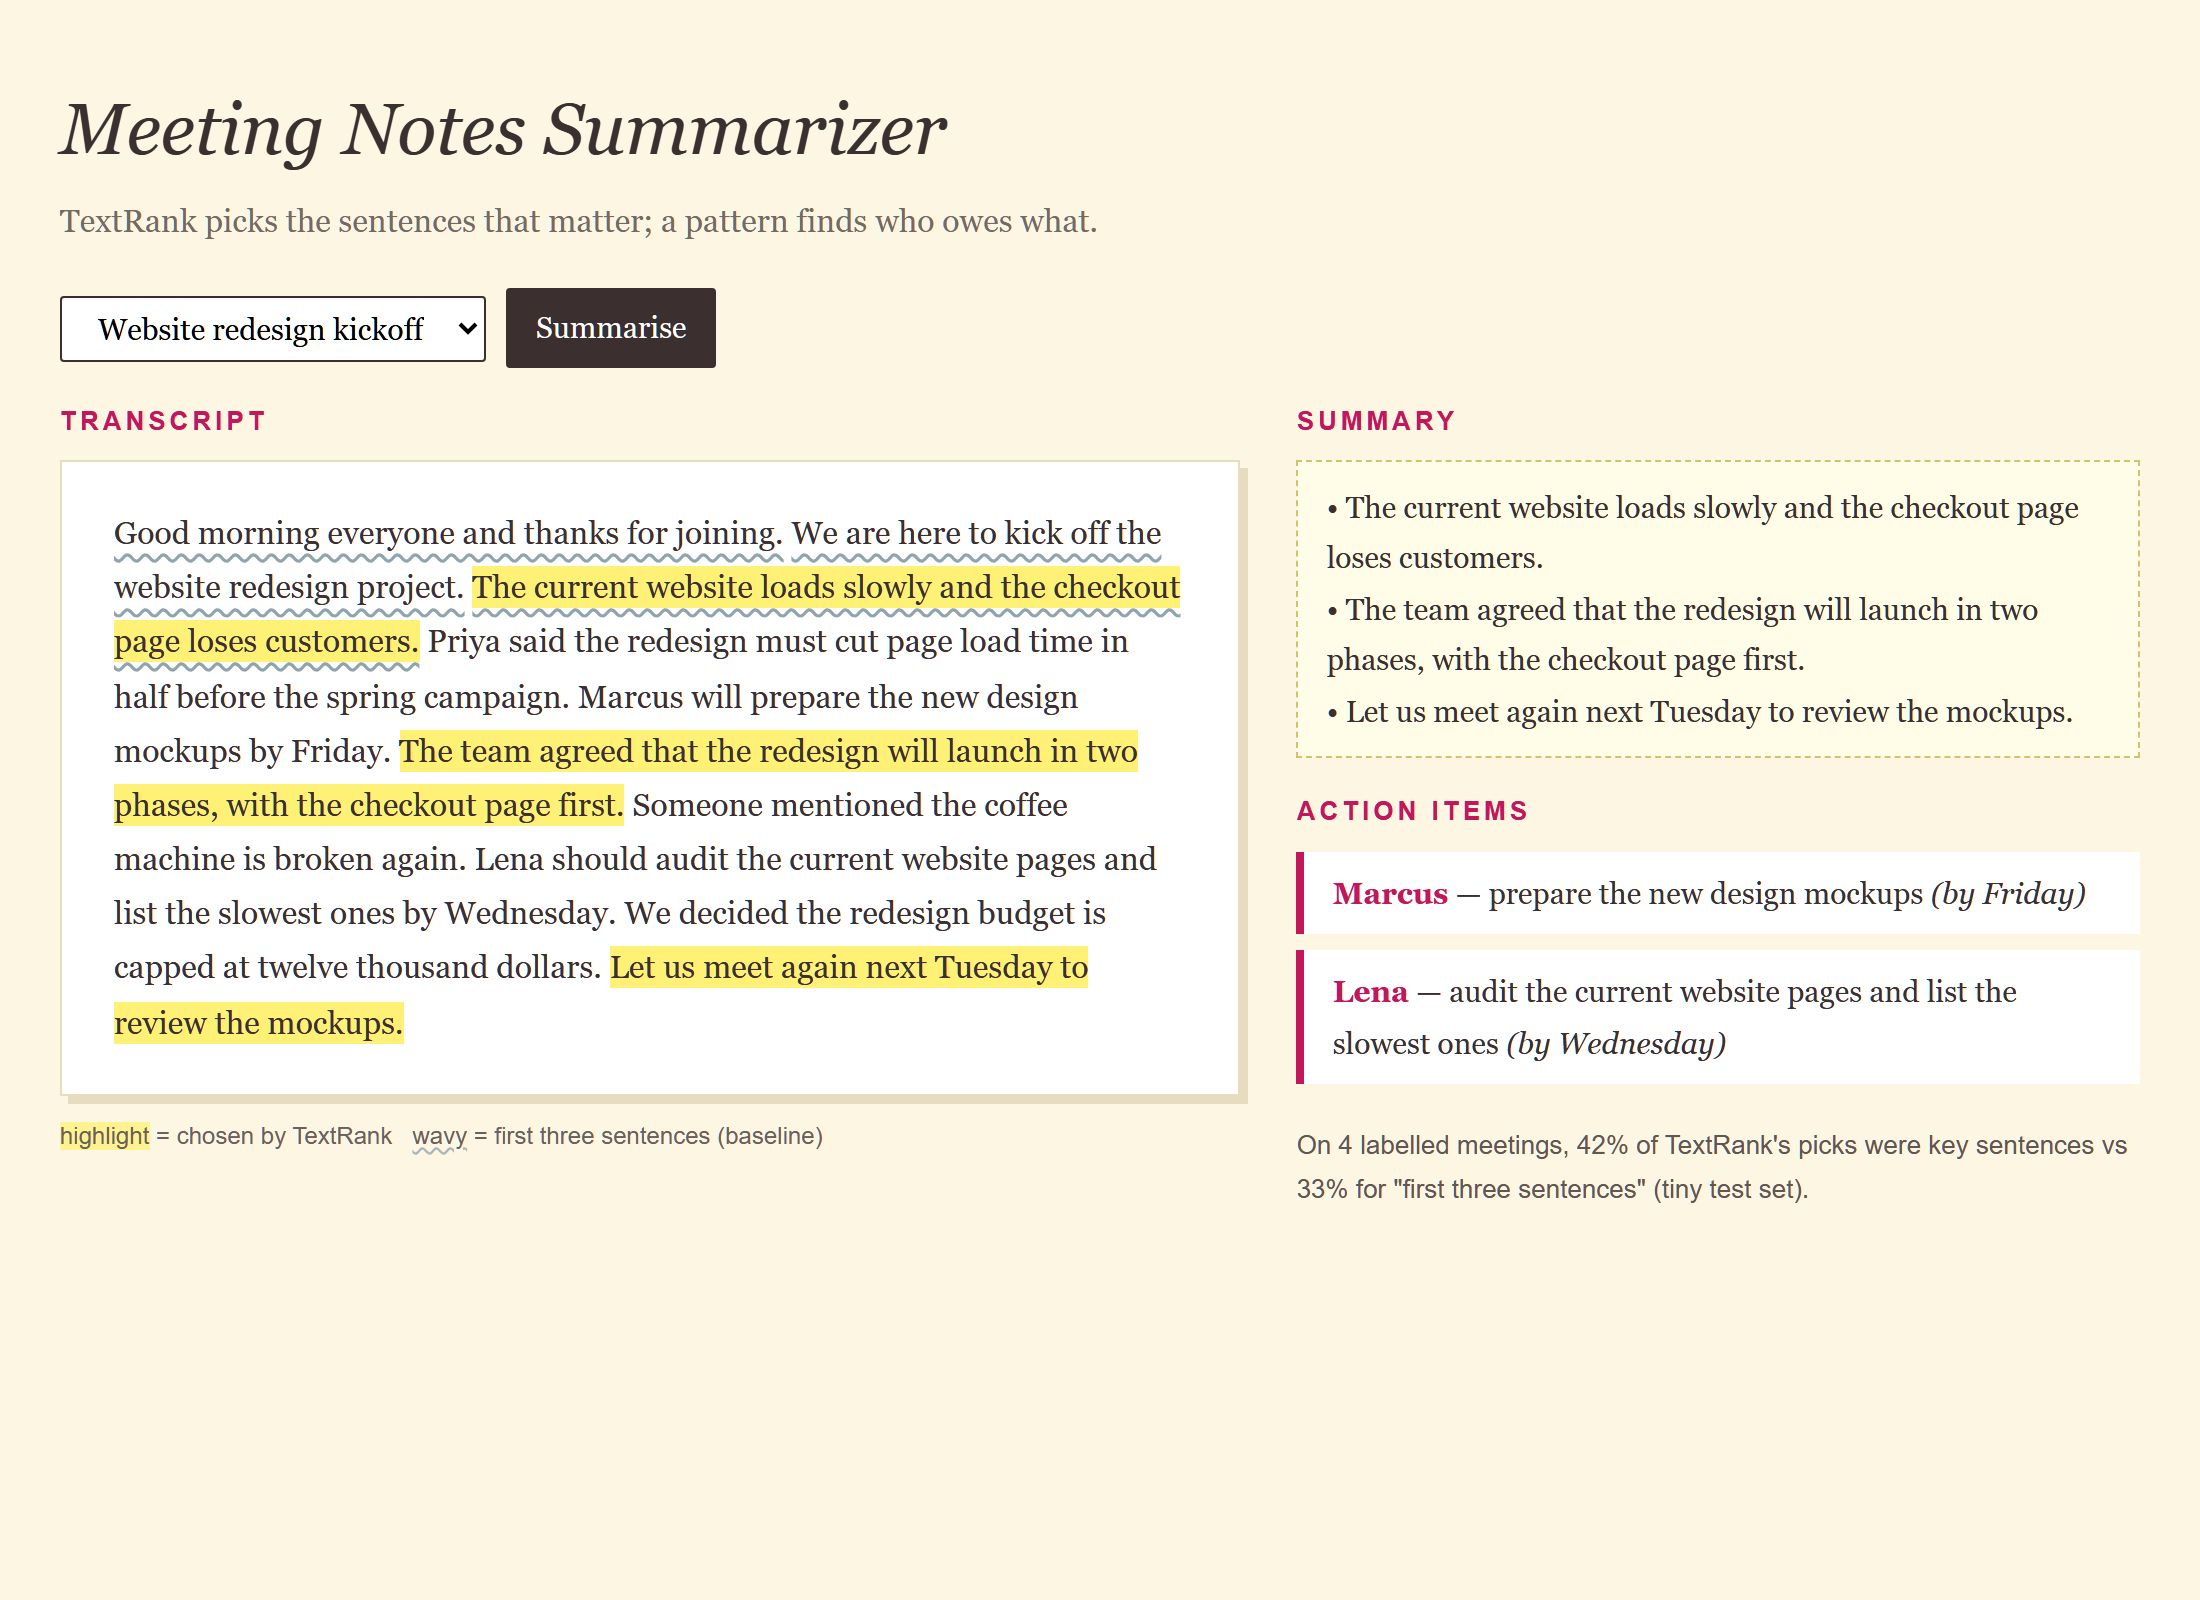 Meeting Notes Summarizer
TextRank picks the sentences that matter; a pattern finds who owes what.
Website redesign kickoff
Summarise
TRANSCRIPT
Good morning everyone and thanks for joining. We are here to kick off the
website redesign project. The current website loads slowly and the checkout
page loses customers. Priya said the redesign must cut page load time in
half before the spring campaign. Marcus will prepare the new design
mockups by Friday. The team agreed that the redesign will launch in two
phases, with the checkout page first. Someone mentioned the coffee
machine is broken again. Lena should audit the current website pages and
list the slowest ones by Wednesday. We decided the redesign budget is
capped at twelve thousand dollars. Let us meet again next Tuesday to
review the mockups.
highlight = chosen by TextRank wavy = first three sentences (baseline)
SUMMARY
• The current website loads slowly and the checkout page
loses customers.
• The team agreed that the redesign will launch in two
phases, with the checkout page first.
• Let us meet again next Tuesday to review the mockups.
ACTION ITEMS
Marcus — prepare the new design mockups (by Friday)
Lena — audit the current website pages and list the
slowest ones (by Wednesday)
On 4 labelled meetings, 42% of TextRank's picks were key sentences vs
33% for "first three sentences" (tiny test set).